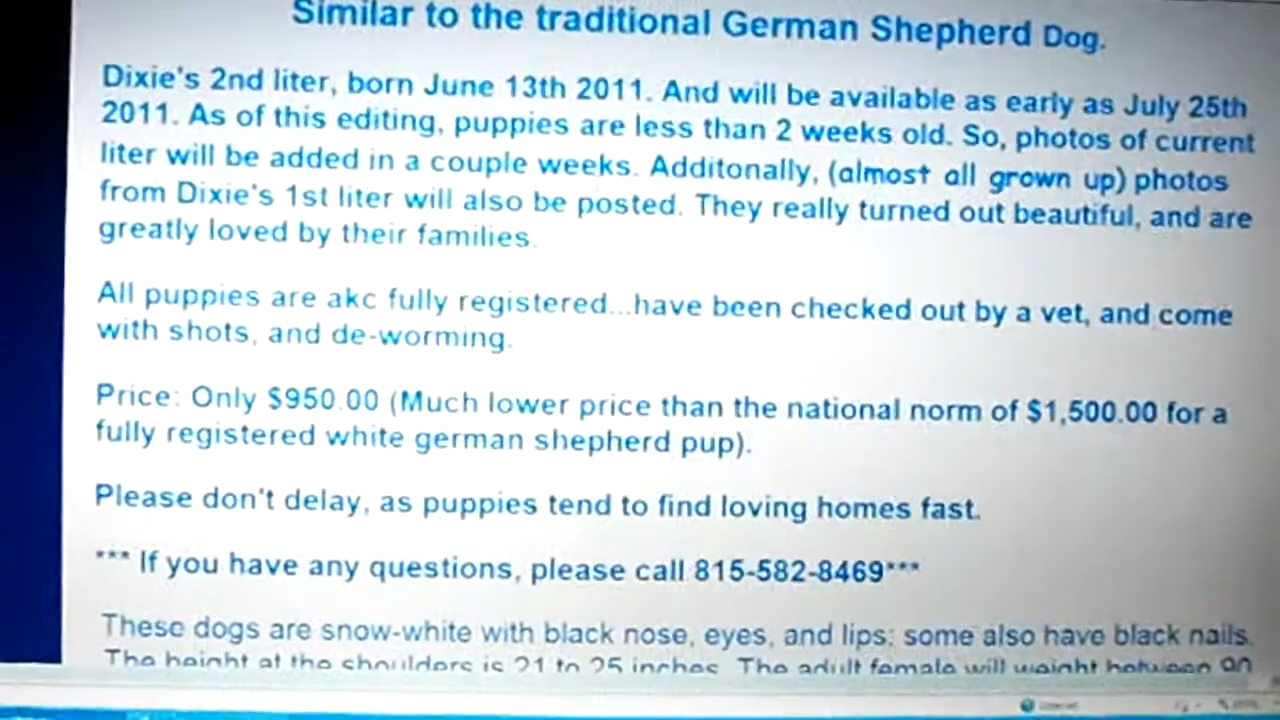 Similar to the traditional German Shepherd Dog.
Dixie's 2nd liter, born June 13th 2011. And will be available as early as July 25th
2011. As of this editing, puppies are less than 2 weeks old. So, photos of current
liter will be added in a couple weeks. Additonally, (almost all grown up) photos
from Dixie's 1st liter will also be posted. They really turned out beautiful, and are
greatly loved by their families.
All puppies are akc fully registered...have been checked out by a vet, and come
with shots, and de-worming.
Price: Only $950.00 (Much lower price than the national norm of $1,500.00 for a
fully registered white german shepherd pup).
Please don't delay, as puppies tend to find loving homes fast.
*** If you have any questions, please call 815-582-8469***
These dogs are snow-white with black nose, eyes, and lips; some also have black nails.
The height at the shoulders is 21 to 25 inches. The adult female will weight between